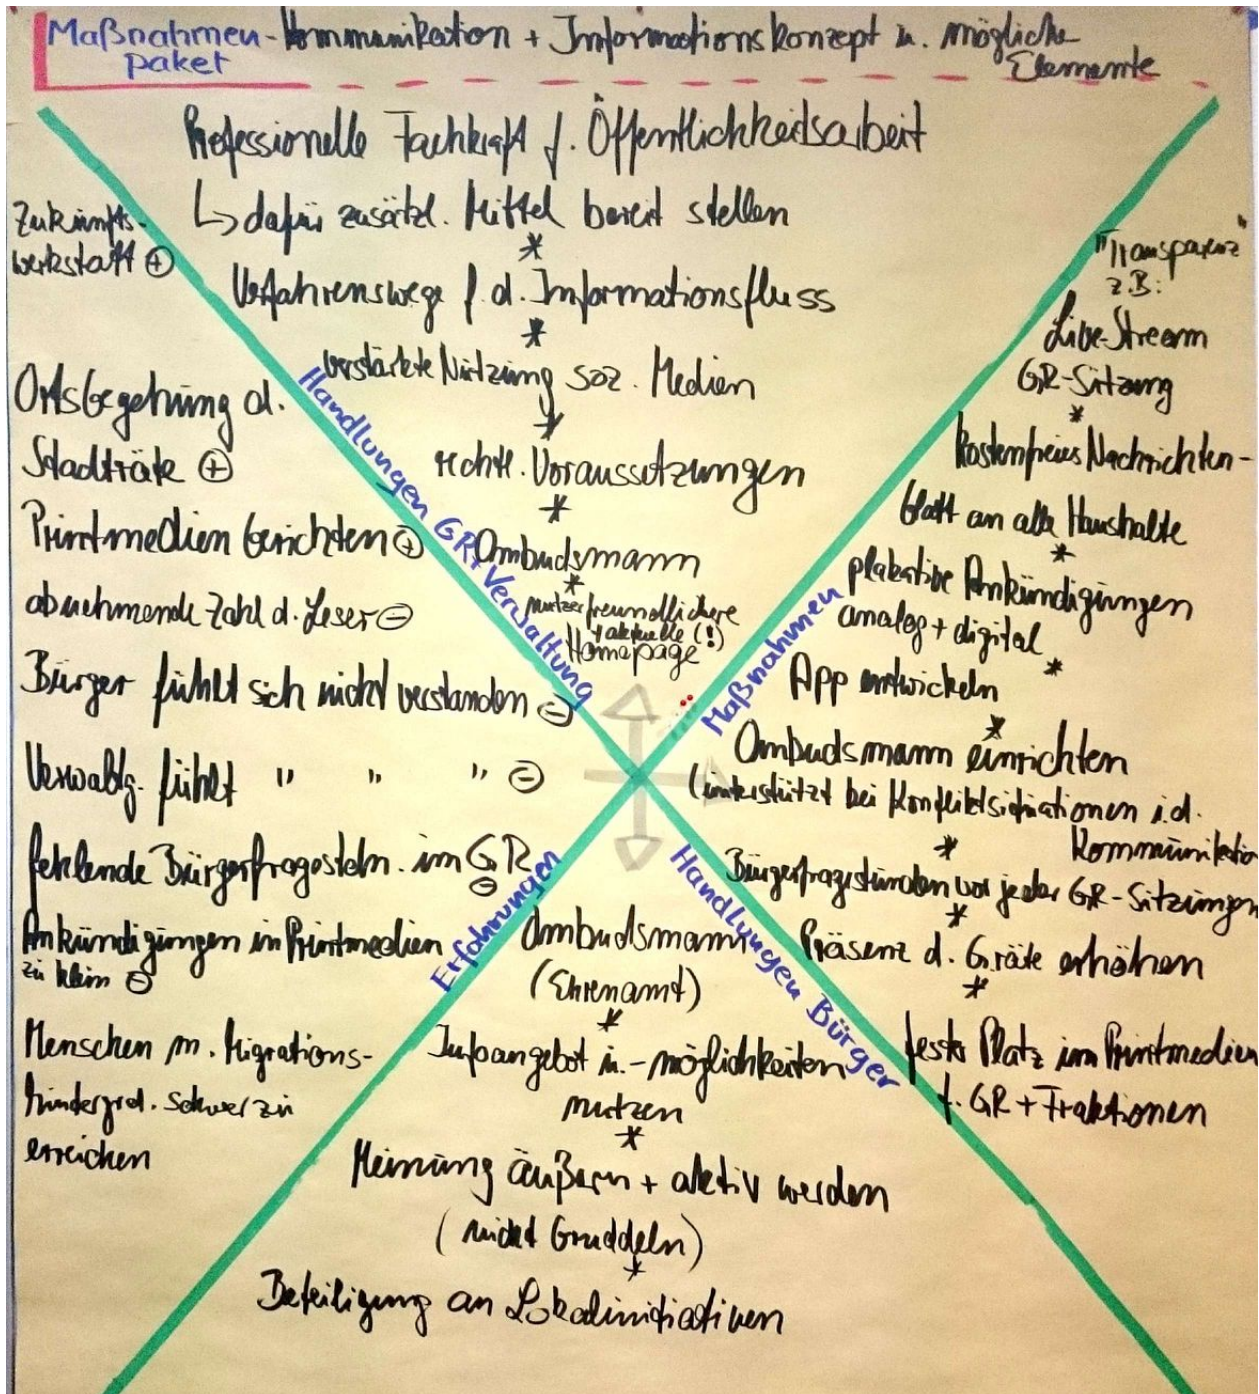 Maßnahmen-Kommunikation + Informationskonzept u. mögliche
paket Elemente
Professionelle Fachkraft f. Öffentlichkeitsarbeit
↳ dafür zusätzl. Mittel bereit stellen
*
Verfahrenswege f. d. Informationsfluss
*
verstärkte Nutzung soz. Medien
*
rechtl. Voraussetzungen
*
Ombudsmann
*
nutzerfreundlichere
+ aktuelle (!)
Homepage
Handlungen GR+Verwaltung
Zukunfts-
werkstatt ⊕
Ortsbegehung d.
Stadträte ⊕
Printmedien berichten ⊕
abnehmende Zahl d. Leser ⊖
Bürger fühlt sich nicht verstanden ⊖
Verwaltg. fühlt " " " ⊖
fehlende Bürgerfragestdn. im GR
⊖
Ankündigungen in Printmedien
zu klein ⊖
Menschen m. Migrations-
hindergrd. schwer zu
erreichen
Erfahrungen
"Transparenz"
z.B:
Live-Stream
GR-Sitzung
*
kostenfreies Nachrichten-
blatt an alle Haushalte
*
plakative Ankündigungen
analog + digital
*
App entwickeln
*
Ombudsmann einrichten
(unterstützt bei Konfliktsituationen i.d.
Kommunikation
*
Bürgerfragestunden vor jeder GR-Sitzungen
*
Präsenz d. G.räte erhöhen
*
fester Platz in Printmedien
f. GR + Fraktionen
Maßnahmen
Handlungen Bürger
Ombudsmann
(Ehrenamt)
*
Infoangebot u. -möglichkeiten
nutzen
*
Meinung äußern + aktiv werden
(nicht Gruddeln)
*
Beteiligung an Lokalinitiativen